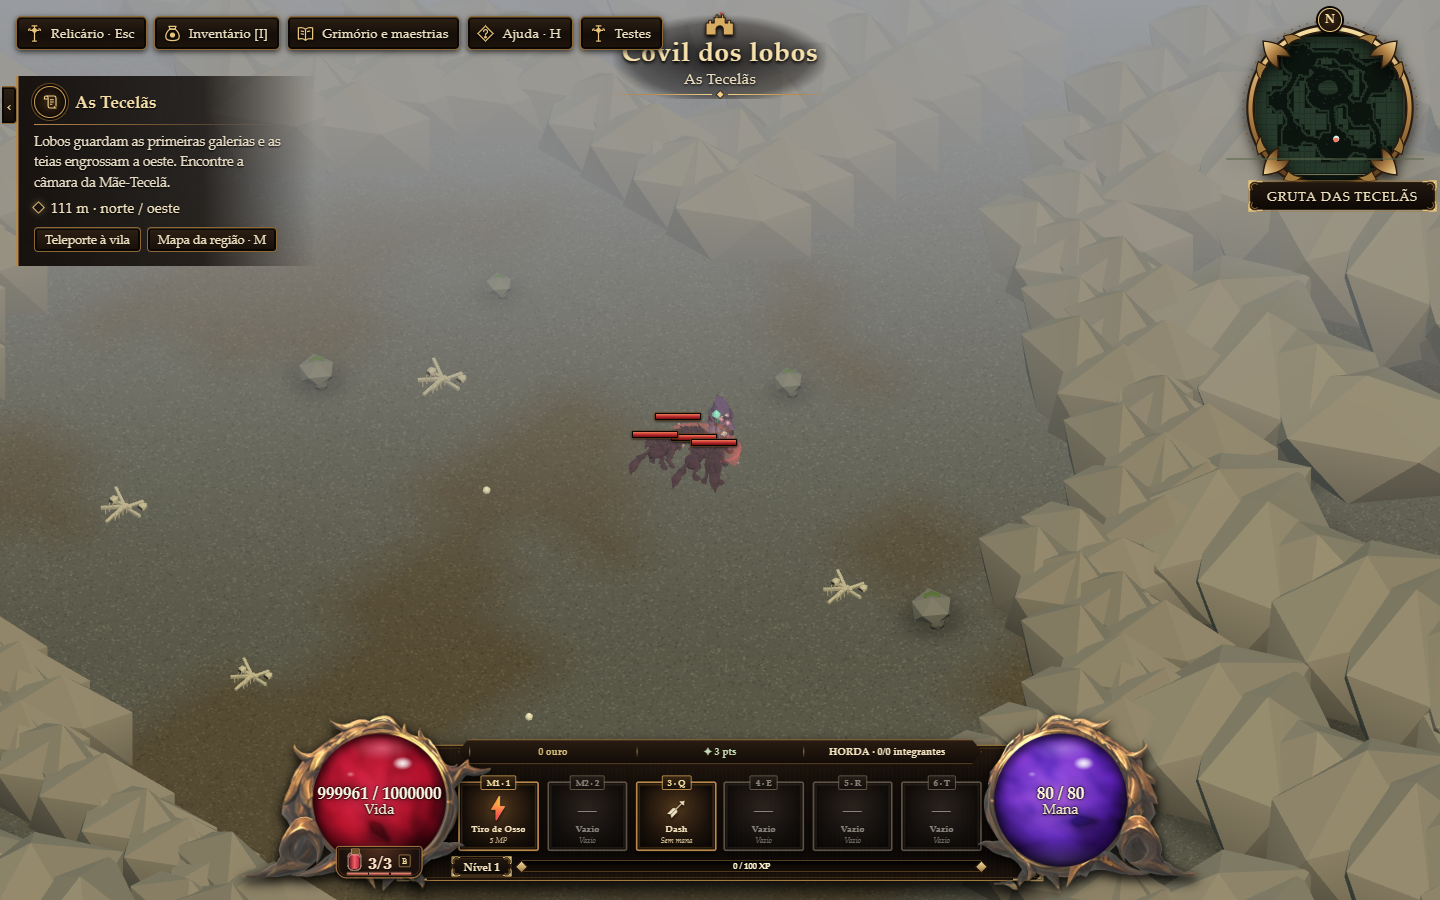 Relicário · Esc
Inventário [I]
Grimório e maestrias
Ajuda · H
Testes
Covil dos lobos
As Tecelãs
N
GRUTA DAS TECELÃS
‹
As Tecelãs
Lobos guardam as primeiras galerias e as
teias engrossam a oeste. Encontre a
câmara da Mãe-Tecelã.
111 m · norte / oeste
Teleporte à vila
Mapa da região · M
0 ouro
3 pts
HORDA · 0/0 integrantes
999961 / 1000000
Vida
3/3
B
M1 · 1
Tiro de Osso
5 MP
M2 · 2
Vazio
Vazio
3 · Q
Dash
Sem mana
4 · E
Vazio
Vazio
5 · R
Vazio
Vazio
6 · T
Vazio
Vazio
80 / 80
Mana
Nível 1
0 / 100 XP